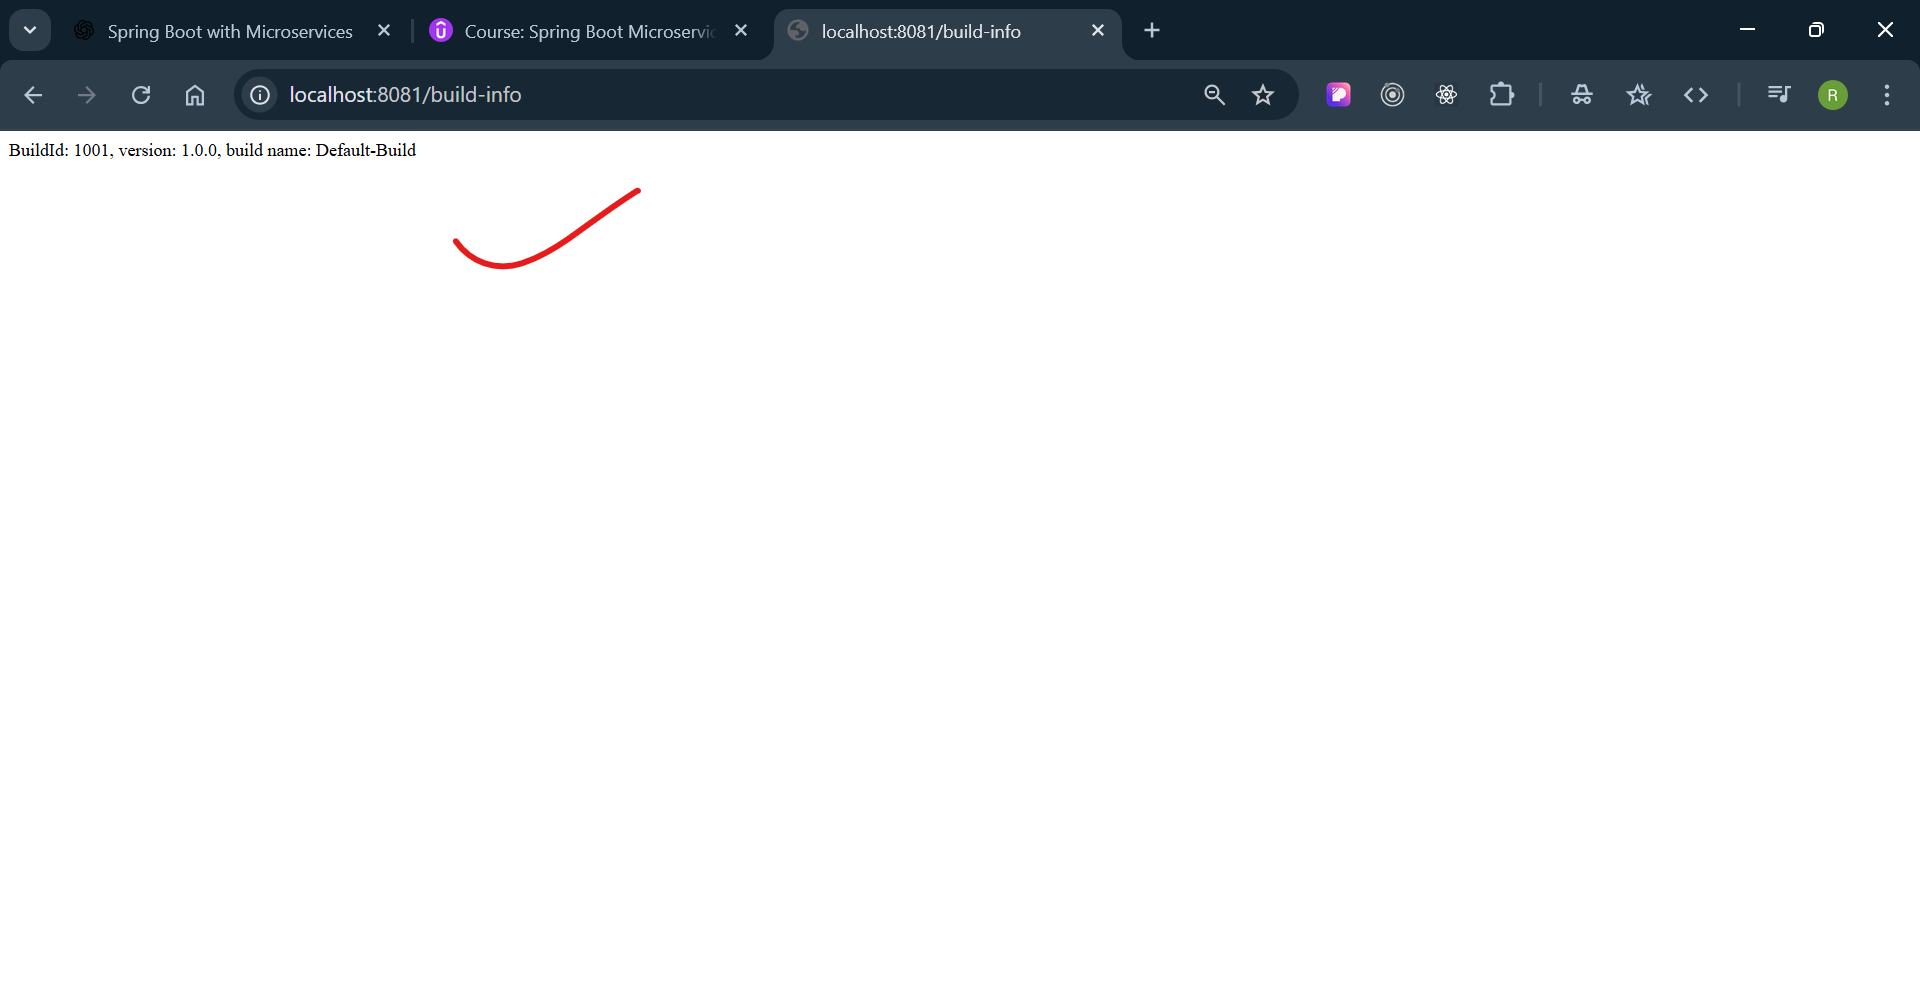 Spring Boot with Microservices
Course: Spring Boot Microservic
localhost:8081/build-info
localhost:8081/build-info
R
BuildId: 1001, version: 1.0.0, build name: Default-Build